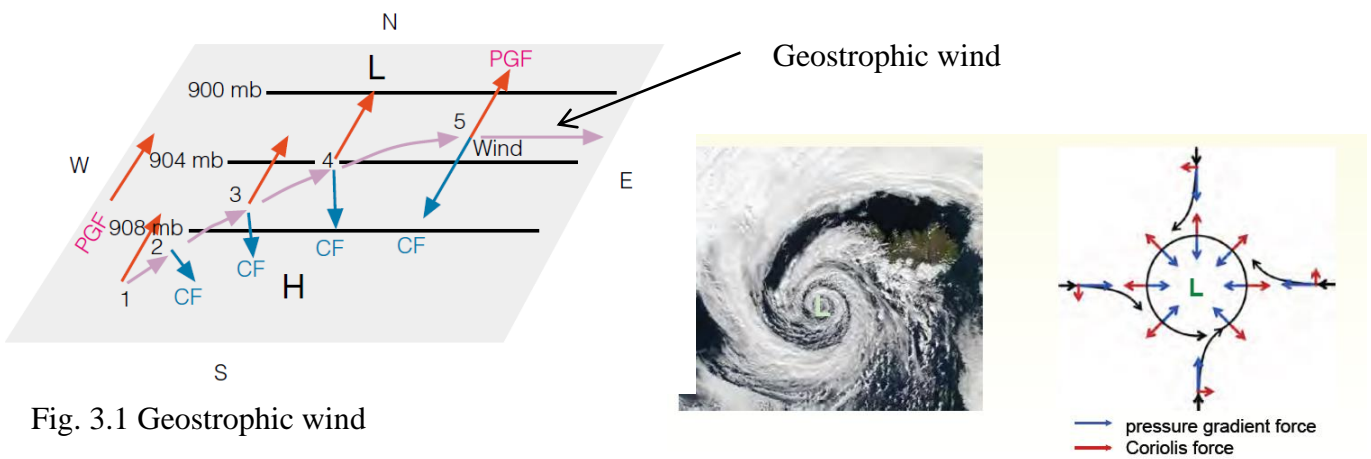 N
Geostrophic wind
PGF
L
900 mb
5
Wind
W
904 mb
4
E
3
PGF
908 mb
2
CF
CF
CF
CF
H
1
S
Fig. 3.1 Geostrophic wind
L
L
pressure gradient force
Coriolis force